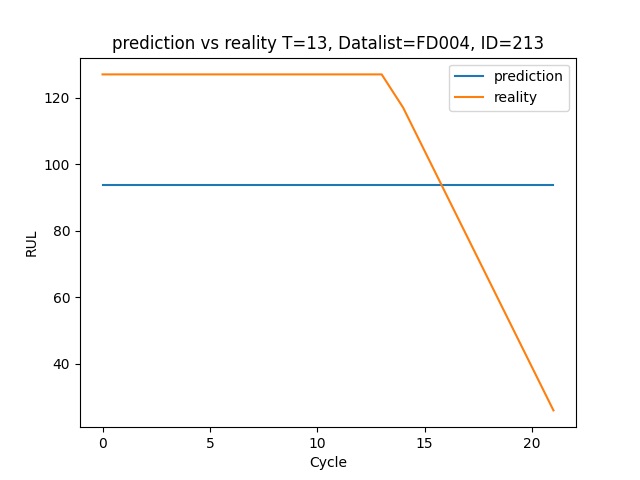 prediction vs reality T=13, Datalist=FD004, ID=213
prediction
reality
120
100
80
60
40
RUL
0 5 10 15 20
Cycle